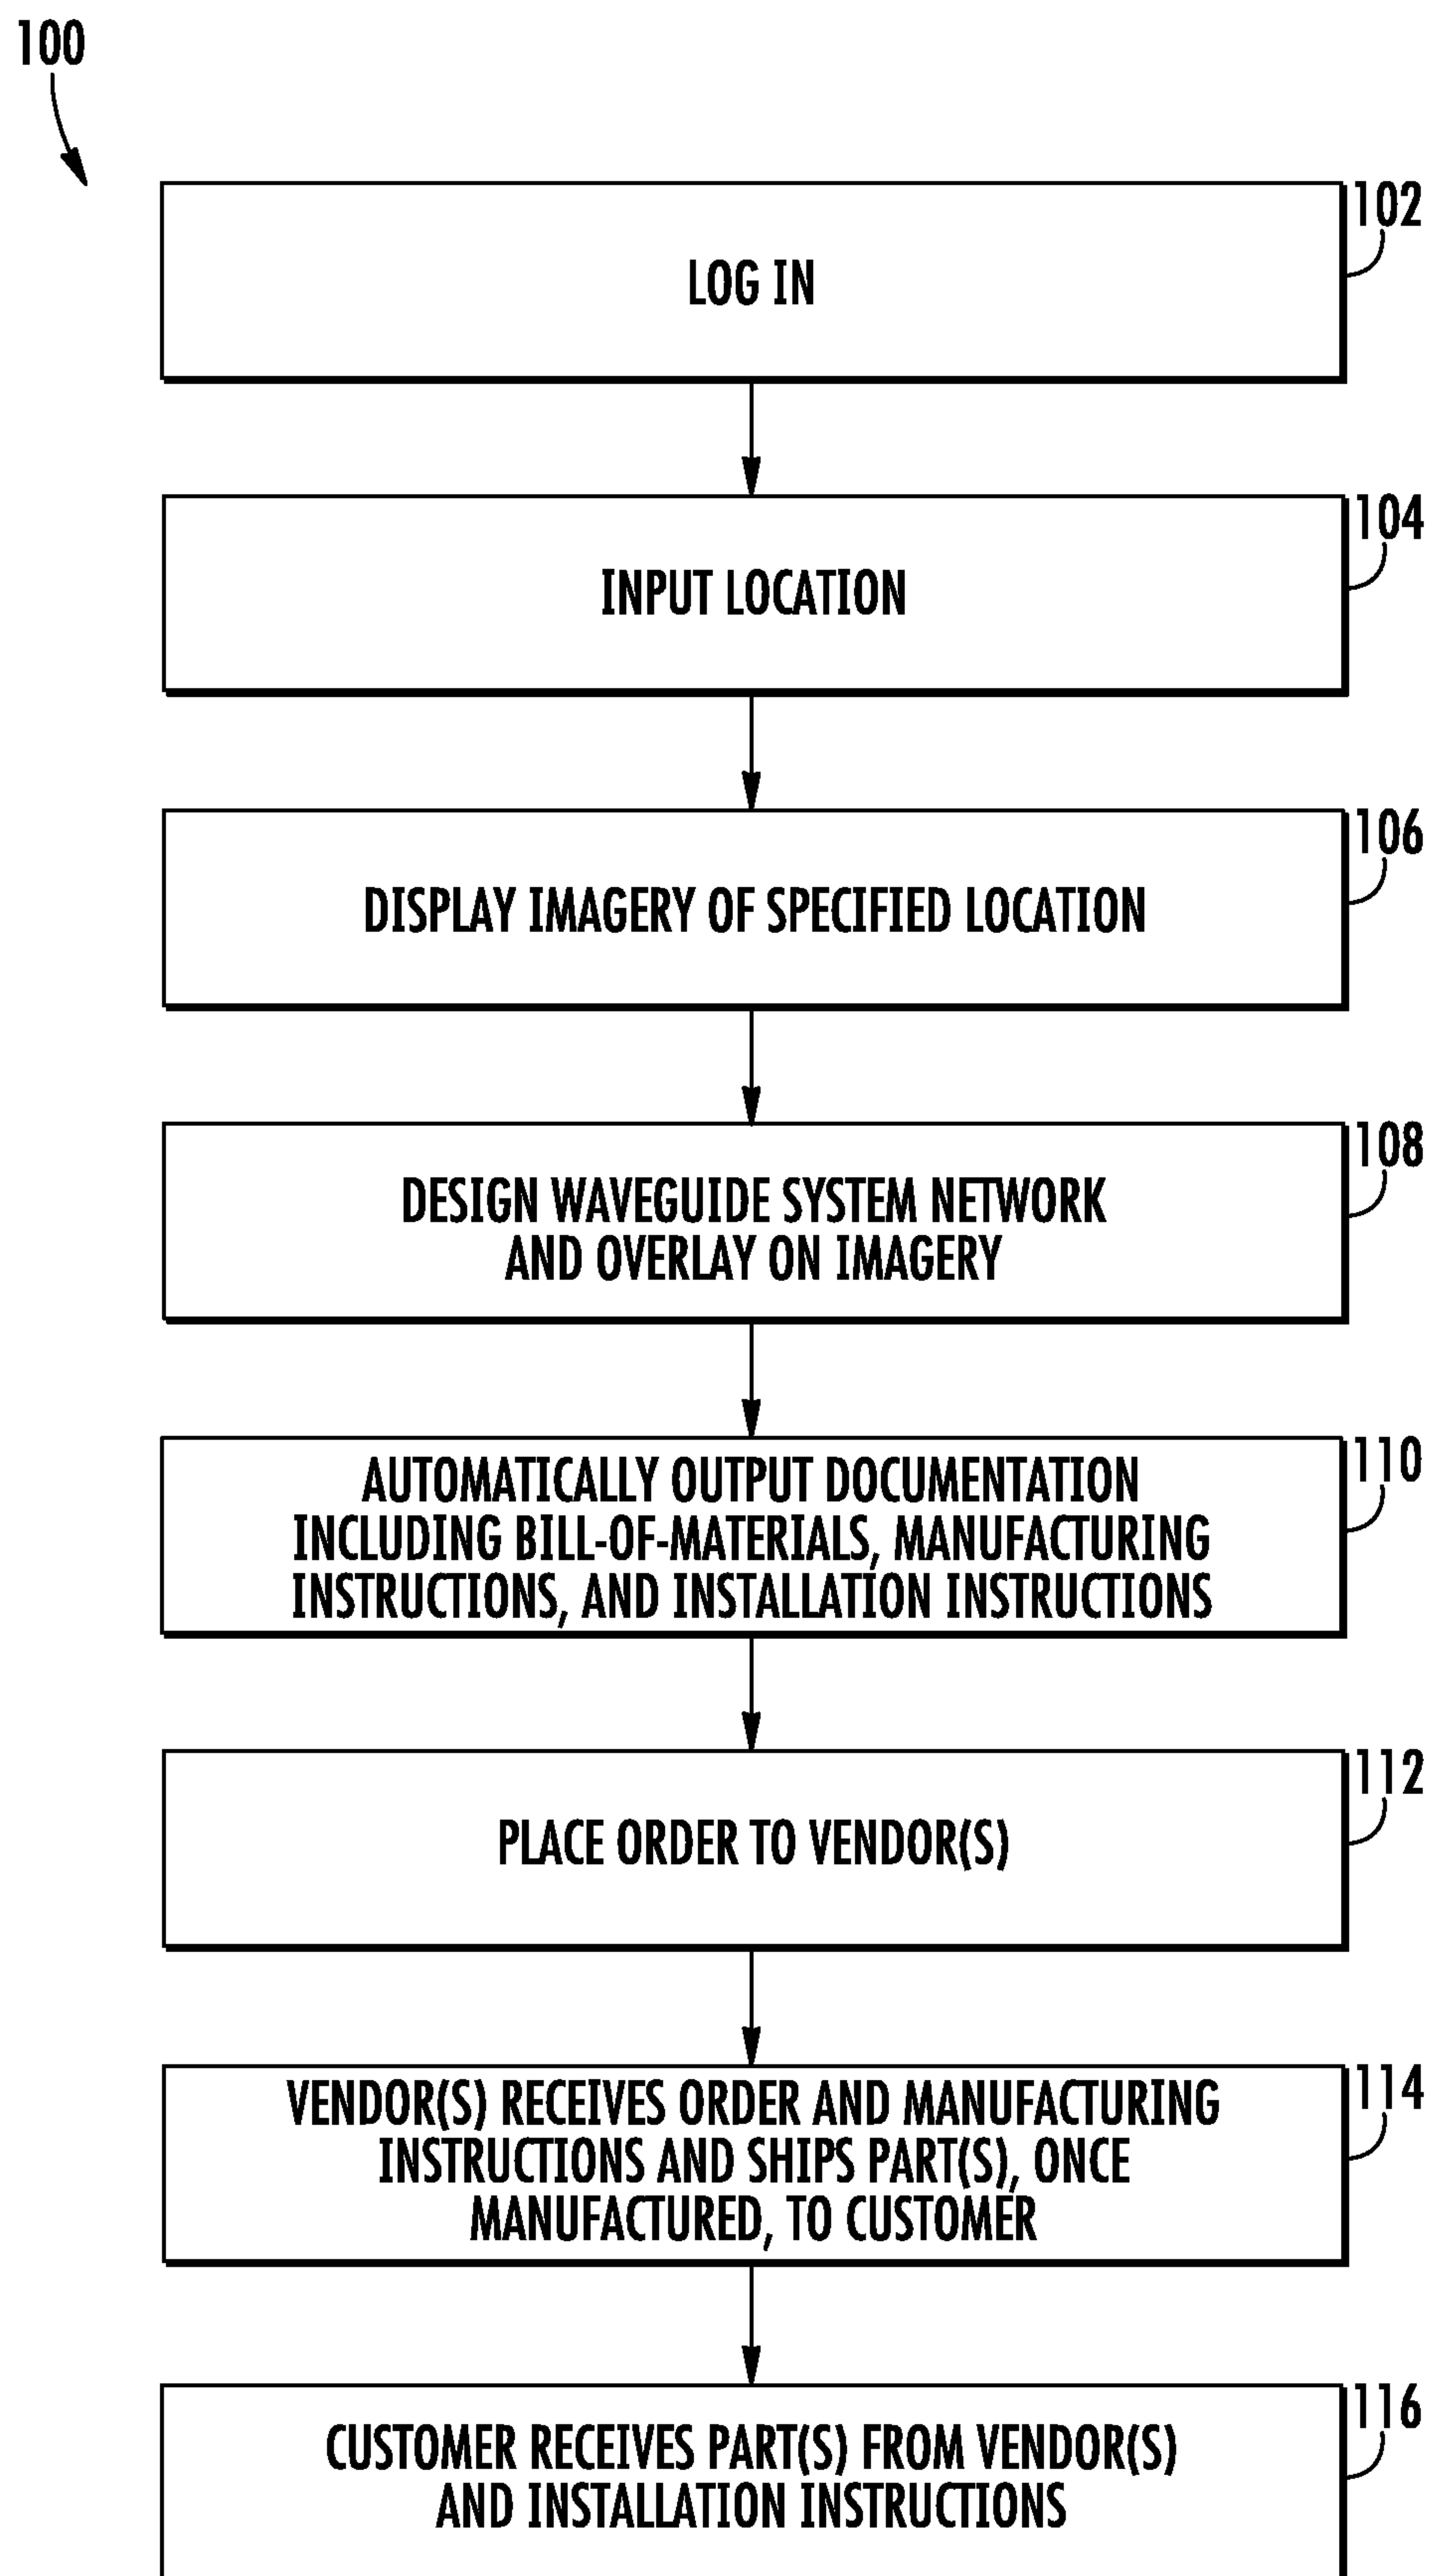 100
102
LOG IN
104
INPUT LOCATION
106
DISPLAY IMAGERY OF SPECIFIED LOCATION
108
DESIGN WAVEGUIDE SYSTEM NETWORK
AND OVERLAY ON IMAGERY
110
AUTOMATICALLY OUTPUT DOCUMENTATION
INCLUDING BILL-OF-MATERIALS, MANUFACTURING
INSTRUCTIONS, AND INSTALLATION INSTRUCTIONS
112
PLACE ORDER TO VENDOR(S)
114
VENDOR(S) RECEIVES ORDER AND MANUFACTURING
INSTRUCTIONS AND SHIPS PART(S), ONCE
MANUFACTURED, TO CUSTOMER
116
CUSTOMER RECEIVES PART(S) FROM VENDOR(S)
AND INSTALLATION INSTRUCTIONS